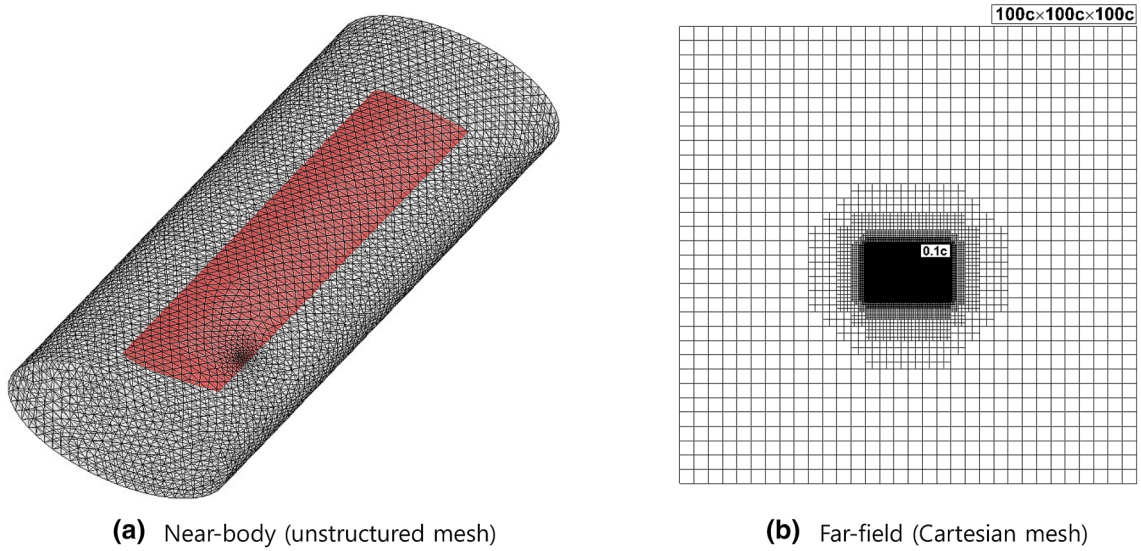 100c×100c×100c
0.1c
(a) Near-body (unstructured mesh)
(b) Far-field (Cartesian mesh)